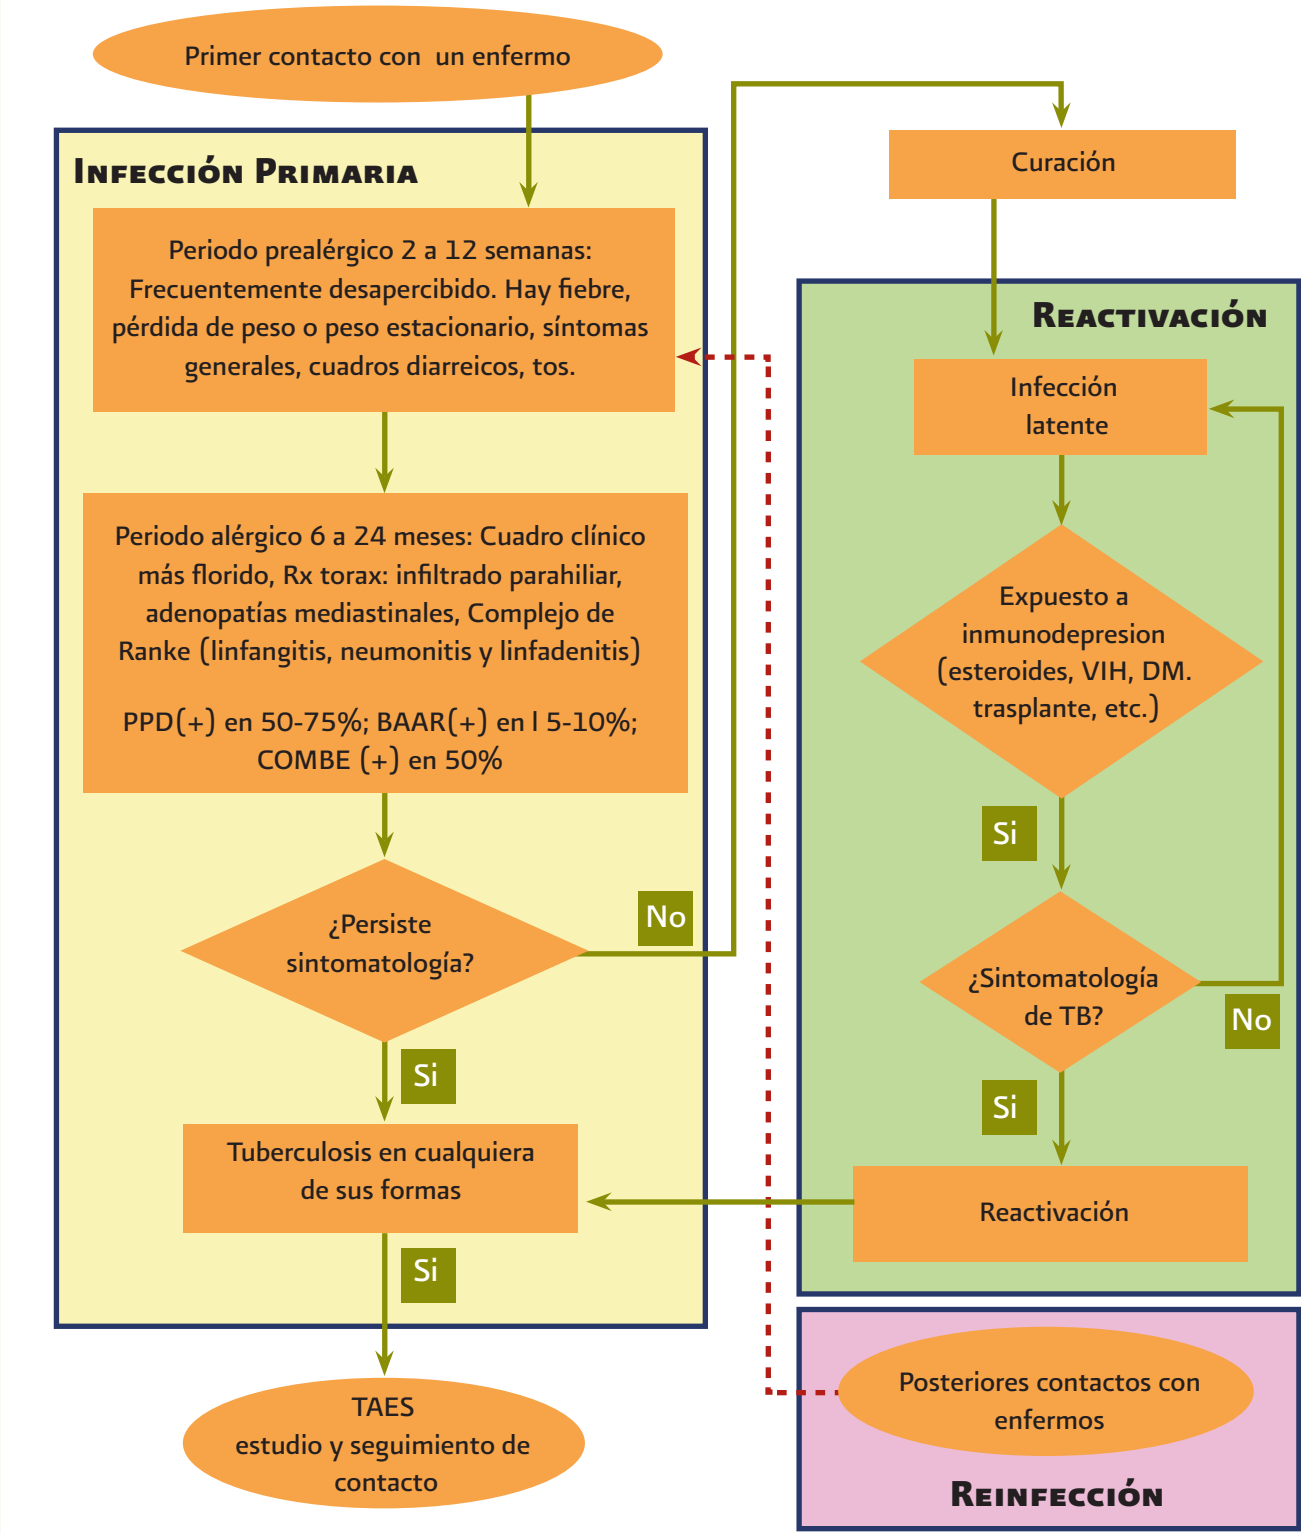 Primer contacto con un enfermo
INFECCIÓN PRIMARIA
Periodo prealérgico 2 a 12 semanas:
Frecuentemente desapercibido. Hay fiebre,
pérdida de peso o peso estacionario, síntomas
generales, cuadros diarreicos, tos.
Periodo alérgico 6 a 24 meses: Cuadro clínico
más florido, Rx torax: infiltrado parahiliar,
adenopatías mediastinales, Complejo de
Ranke (linfangitis, neumonitis y linfadenitis)
PPD(+) en 50-75%; BAAR(+) en l 5-10%;
COMBE (+) en 50%
¿Persiste
sintomatología?
No
Si
Tuberculosis en cualquiera
de sus formas
Si
TAES
estudio y seguimiento de
contacto
Curación
REACTIVACIÓN
Infección
latente
Expuesto a
inmunodepresion
(esteroides, VIH, DM.
trasplante, etc.)
Si
¿Sintomatología
de TB?
No
Si
Reactivación
Posteriores contactos con
enfermos
REINFECCIÓN